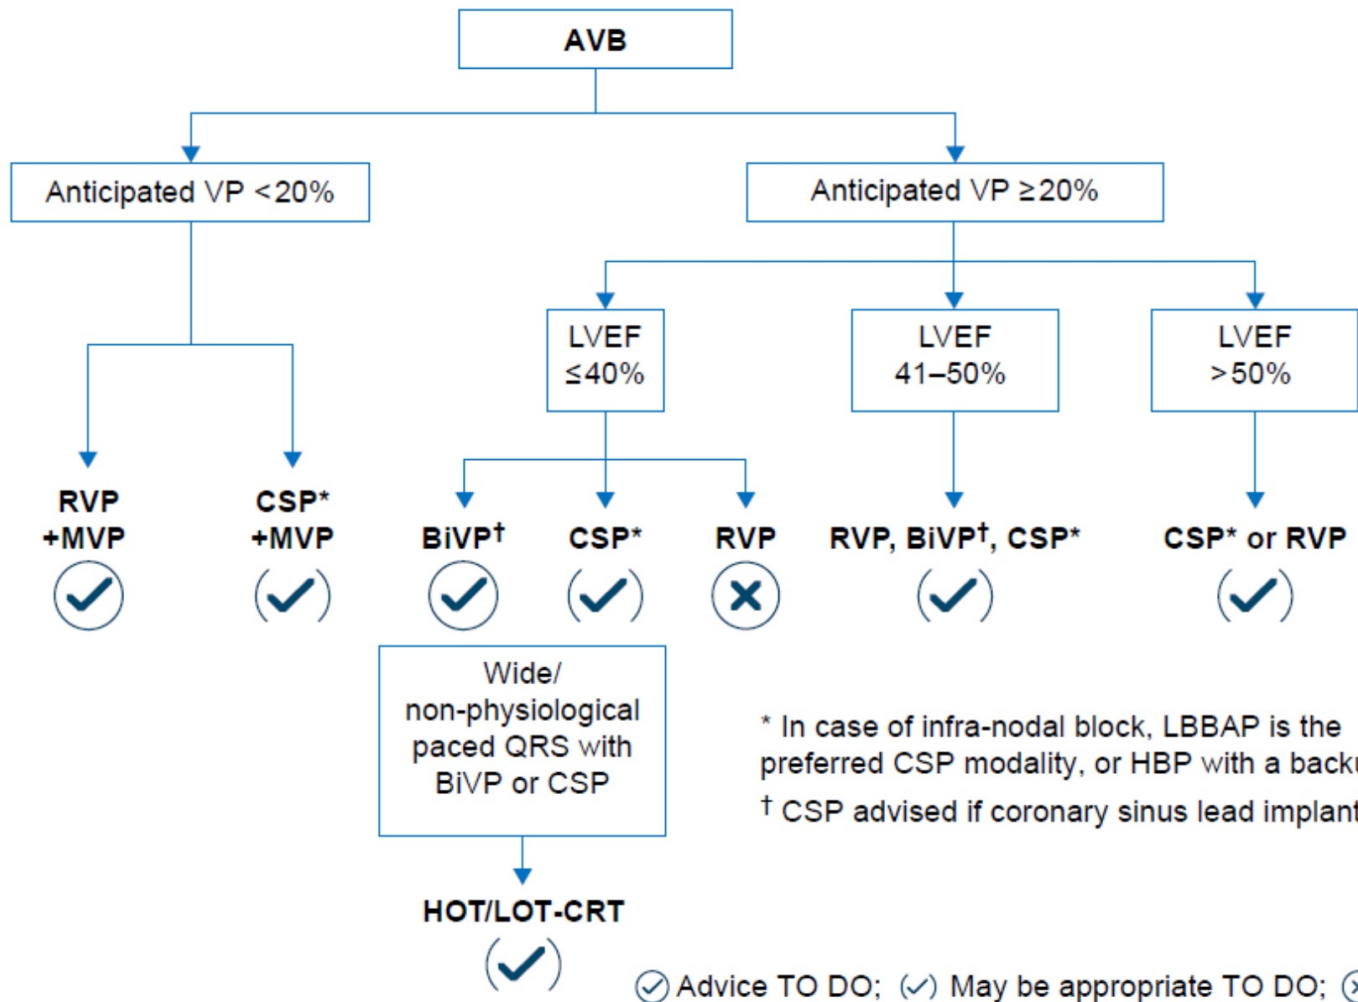 AVB
Anticipated VP <20%
Anticipated VP ≥20%
LVEF
≤40%
LVEF
41–50%
LVEF
>50%
RVP
+MVP
CSP*
+MVP
BiVP†
CSP*
RVP
RVP, BiVP†, CSP*
CSP* or RVP
Wide/
non-physiological
paced QRS with
BiVP or CSP
HOT/LOT-CRT
* In case of infra-nodal block, LBBAP is the
preferred CSP modality, or HBP with a
† CSP advised if coronary sinus lead
Advice TO DO; (✓) May be appropriate TO DO;